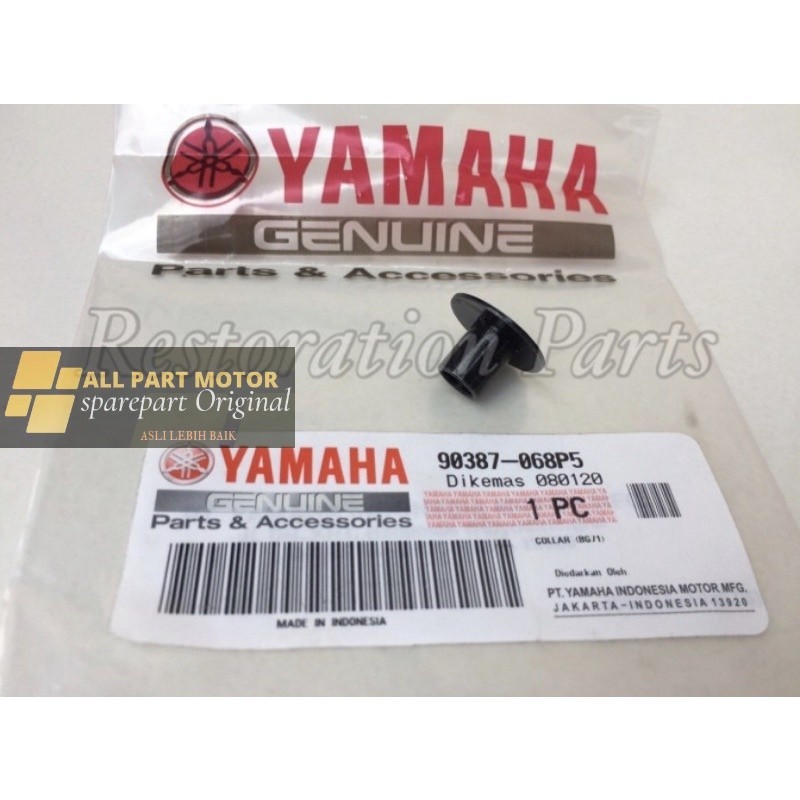 YAMAHA
GENUINE
Parts & Accessories
Restoration Parts
ALL PART MOTOR
sparepart Original
ASLI LEBIH BAIK
YAMAHA
GENUINE
Parts & Accessories
MADE IN INDONESIA
90387-068P5
Dikemas 080120
1 PC
COLLAR (BG71)
Diedarkan Oleh
PT. YAMAHA INDONESIA MOTOR MFG.
JAKARTA-INDONESIA 13920